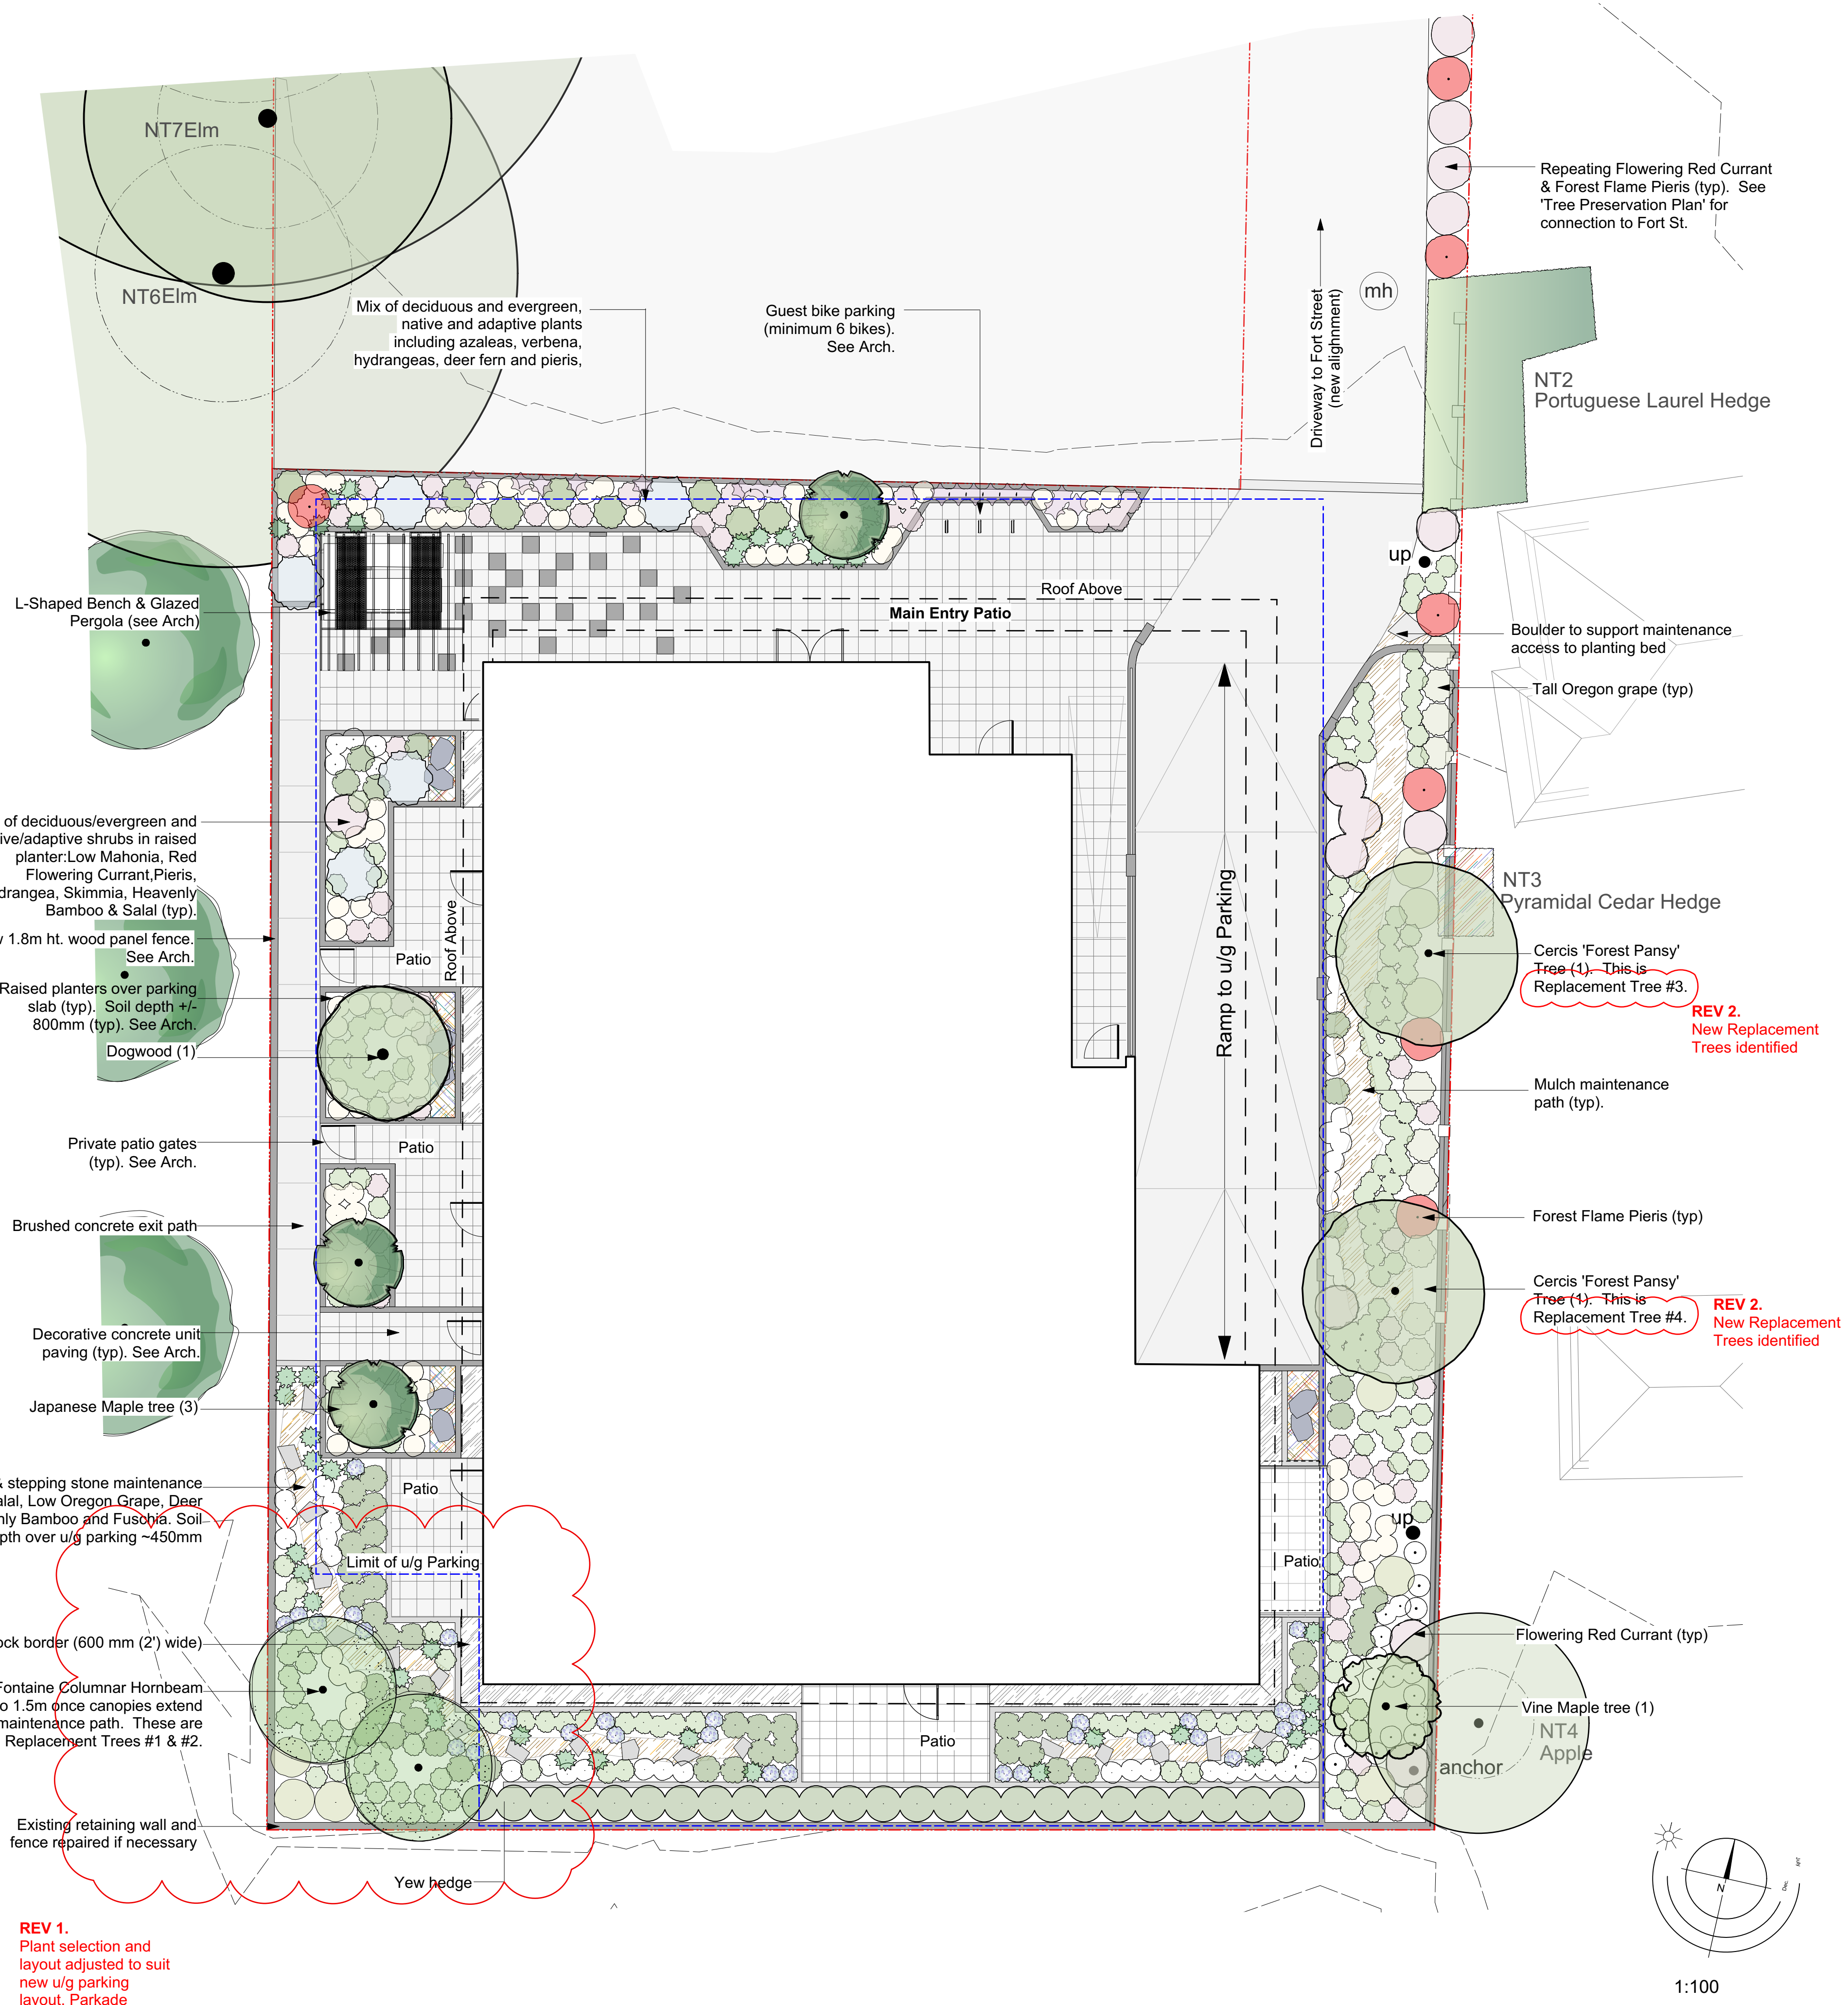 NT7Elm
NT6Elm
Mix of deciduous and evergreen,
native and adaptive plants
including azaleas, verbena,
hydrangeas, deer fern and pieris,
Guest bike parking
(minimum 6 bikes).
See Arch.
Driveway to Fort Street
(new alighnment)
mh
Repeating Flowering Red Currant
& Forest Flame Pieris (typ).  See
'Tree Preservation Plan' for
connection to Fort St.
NT2
Portuguese Laurel Hedge
up
Roof Above
Main Entry Patio
L-Shaped Bench & Glazed
Pergola (see Arch)
Boulder to support maintenance
access to planting bed
Tall Oregon grape (typ)
of deciduous/evergreen and
ive/adaptive shrubs in raised
planter:Low Mahonia, Red
Flowering Currant,Pieris,
drangea, Skimmia, Heavenly
Bamboo & Salal (typ).
1.8m ht. wood panel fence.
See Arch.
Roof Above
Patio
Ramp to u/g Parking
NT3
Pyramidal Cedar Hedge
Cercis 'Forest Pansy'
Tree (1).  This is
Replacement Tree #3.
REV 2.
New Replacement
Trees identified
Raised planters over parking
slab (typ).  Soil depth +/-
800mm (typ). See Arch.
Dogwood (1)
Mulch maintenance
path (typ).
Private patio gates
(typ). See Arch.
Patio
Brushed concrete exit path
Forest Flame Pieris (typ)
Cercis 'Forest Pansy'
Tree (1).  This is
Replacement Tree #4.
REV 2.
New Replacement
Trees identified
Decorative concrete unit
paving (typ). See Arch.
Japanese Maple tree (3)
& stepping stone maintenance
alal, Low Oregon Grape, Deer
nly Bamboo and Fuschia. Soil
pth over u/g parking ~450mm
Patio
Limit of u/g Parking
up
Patio
ock border (600 mm (2') wide)
Flowering Red Currant (typ)
Fontaine Columnar Hornbeam
o 1.5m once canopies extend
maintenance path.  These are
Replacement Trees #1 & #2.
Vine Maple tree (1)
NT4
Apple
Patio
anchor
Existing retaining wall and
fence repaired if necessary
Yew hedge
N
REV 1.
Plant selection and
layout adjusted to suit
new u/g parking
layout. Parkade
1:100